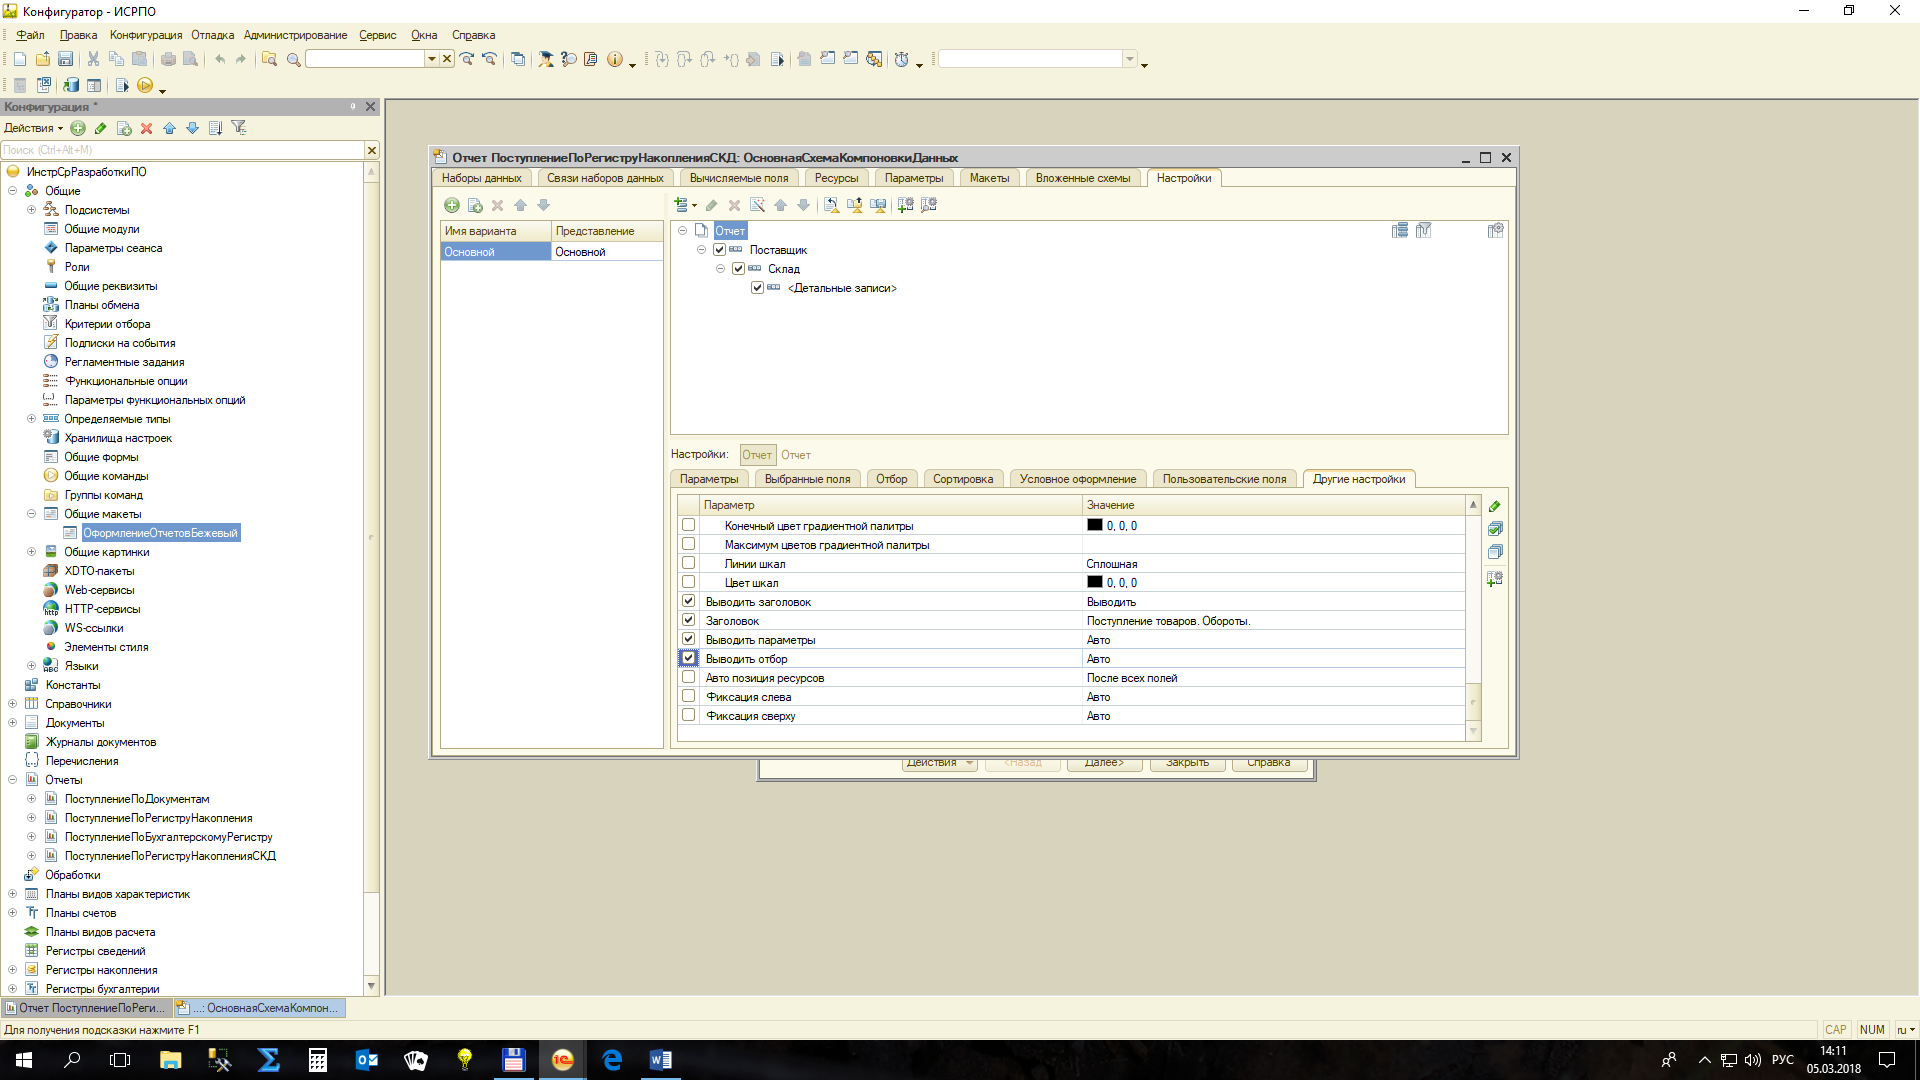 Конфигуратор - ИСРПО
Файл Правка Конфигурация Отладка Администрирование Сервис Окна Справка
Конфигурация *
Действия
Поиск (Ctrl+Alt+M)
ИнстрСрРазработкиПО
Общие
Подсистемы
Общие модули
Параметры сеанса
Роли
Общие реквизиты
Планы обмена
Критерии отбора
Подписки на события
Регламентные задания
Функциональные опции
Параметры функциональных опций
Определяемые типы
Хранилища настроек
Общие формы
Общие команды
Группы команд
Общие макеты
ОформлениеОтчетовБежевый
Общие картинки
XDTO-пакеты
Web-сервисы
HTTP-сервисы
WS-ссылки
Элементы стиля
Языки
Константы
Справочники
Документы
Журналы документов
Перечисления
Отчеты
ПоступлениеПоДокументам
ПоступлениеПоРегиструНакопления
ПоступлениеПоБухгалтерскомуРегистру
ПоступлениеПоРегиструНакопленияСКД
Обработки
Планы видов характеристик
Планы счетов
Планы видов расчета
Регистры сведений
Регистры накопления
Регистры бухгалтерии
Отчет ПоступлениеПоРегиструНакопленияСКД: ОсновнаяСхемаКомпоновкиДанных
Наборы данных Связи наборов данных Вычисляемые поля Ресурсы Параметры Макеты Вложенные схемы Настройки
Имя варианта Представление
Основной Основной
Отчет
Поставщик
Склад
<Детальные записи>
Настройки: Отчет Отчет
Параметры Выбранные поля Отбор Сортировка Условное оформление Пользовательские поля Другие настройки
Параметр Значение
Конечный цвет градиентной палитры 0, 0, 0
Максимум цветов градиентной палитры
Линии шкал Сплошная
Цвет шкал 0, 0, 0
Выводить заголовок Выводить
Заголовок Поступление товаров. Обороты.
Выводить параметры Авто
Выводить отбор Авто
Авто позиция ресурсов После всех полей
Фиксация слева Авто
Фиксация сверху Авто
Действия <Назад Далее> Закрыть Справка
Отчет ПоступлениеПоРеги... ...: ОсновнаяСхемаКомпон...
Для получения подсказки нажмите F1
CAP NUM ru
РУС
14:11
05.03.2018